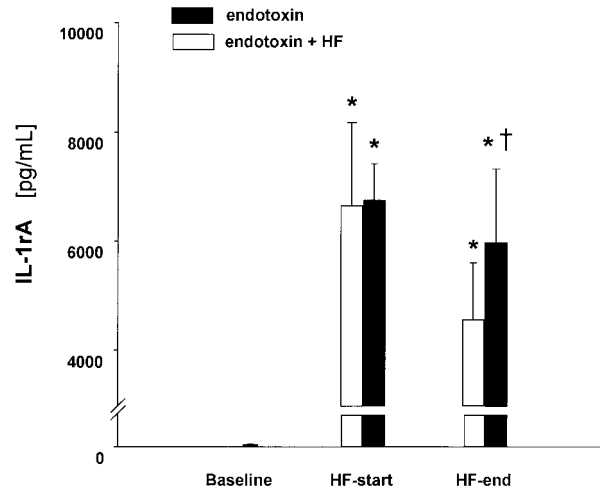 endotoxin
endotoxin + HF
IL-1rA [pg/mL]
10000
8000
6000
4000
0
* * * * †
Baseline HF-start HF-end